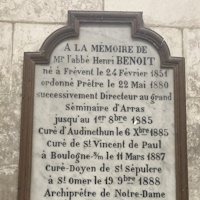 À LA MÉMOIRE DE
Mr l'abbé Henri BENOIT
né à Frévent le 24 Février 1851
ordonné Prêtre le 22 Mai 1880
successivement Directeur au grand
Séminaire d'Arras
jusqu'au 1er 8bre 1885
Curé d'Audincthun le 6 Xbre 1885
curé de St Vincent de Paul
à Boulogne s/m le 11 Mars 1887
Curé-Doyen de St Sépulcre
à St Omer le 19 9bre 1888
Archiprêtre de Notre-Dame